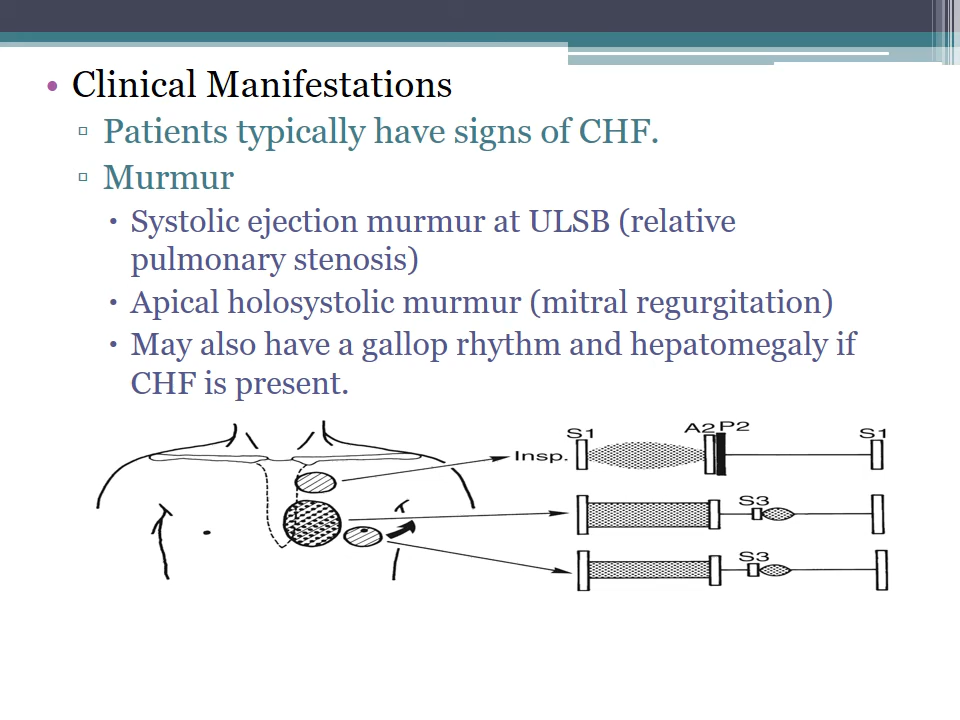 • Clinical Manifestations
▫ Patients typically have signs of CHF.
▫ Murmur
▪ Systolic ejection murmur at ULSB (relative
pulmonary stenosis)
▪ Apical holosystolic murmur (mitral regurgitation)
▪ May also have a gallop rhythm and hepatomegaly if
CHF is present.
S1 A2 P2 S1
Insp.
S3
S3